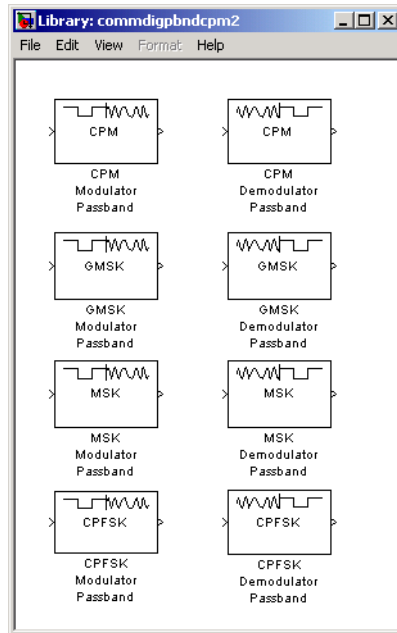 Library: commdigpbndcpm2
File Edit View Format Help
CPM CPM
CPM CPM
Modulator Demodulator
Passband Passband
GMSK GMSK
GMSK GMSK
Modulator Demodulator
Passband Passband
MSK MSK
MSK MSK
Modulator Demodulator
Passband Passband
CPFSK CPFSK
CPFSK CPFSK
Modulator Demodulator
Passband Passband